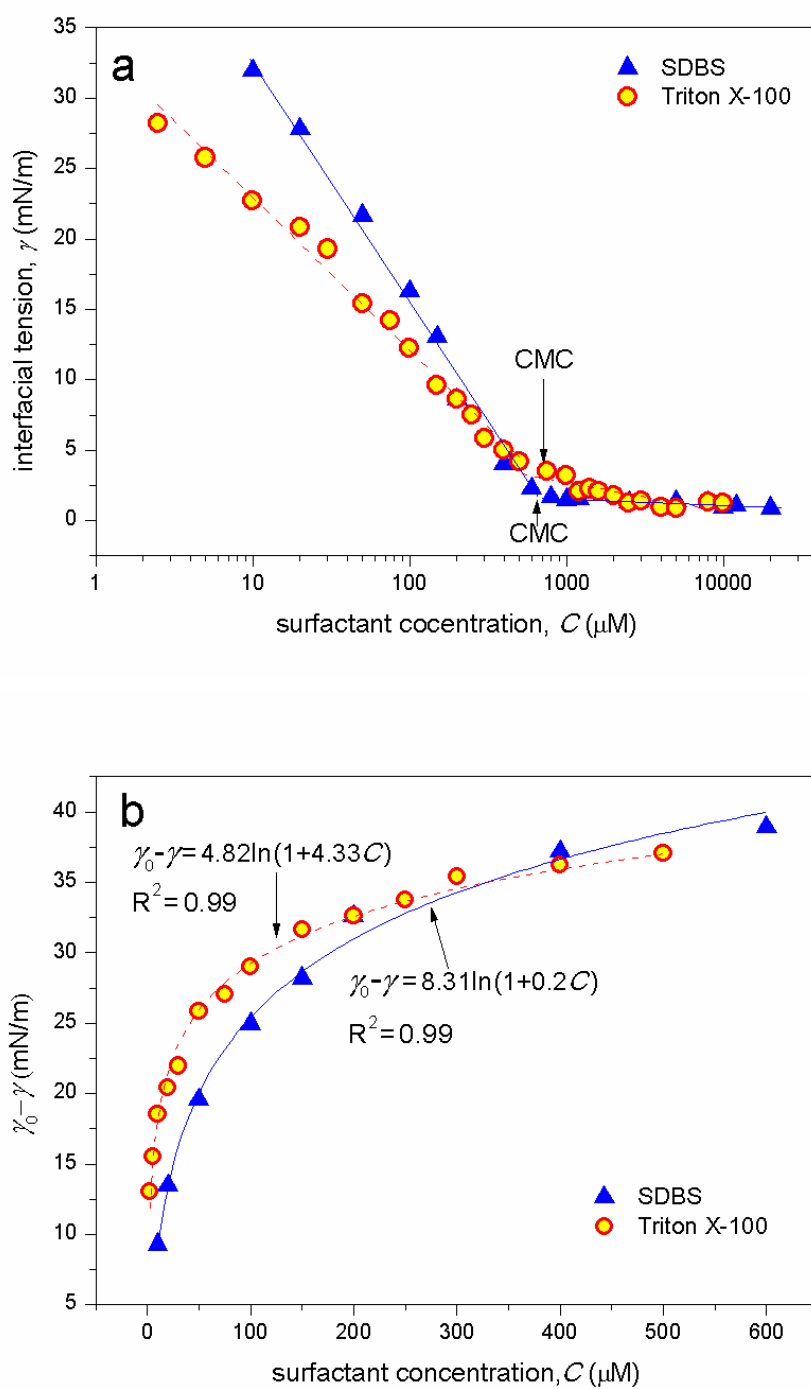 a
SDBS
Triton X-100
35
30
25
20
15
10
5
0
interfacial tension, γ (mN/m)
CMC
CMC
1
10
100
1000
10000
surfactant cocentration, C (μM)
b
γ₀−γ=4.82ln(1+4.33C)
R²=0.99
γ₀−γ=8.31ln(1+0.2C)
R²=0.99
SDBS
Triton X-100
40
35
30
25
20
15
10
5
γ₀−γ (mN/m)
0
100
200
300
400
500
600
surfactant concentration, C (μM)